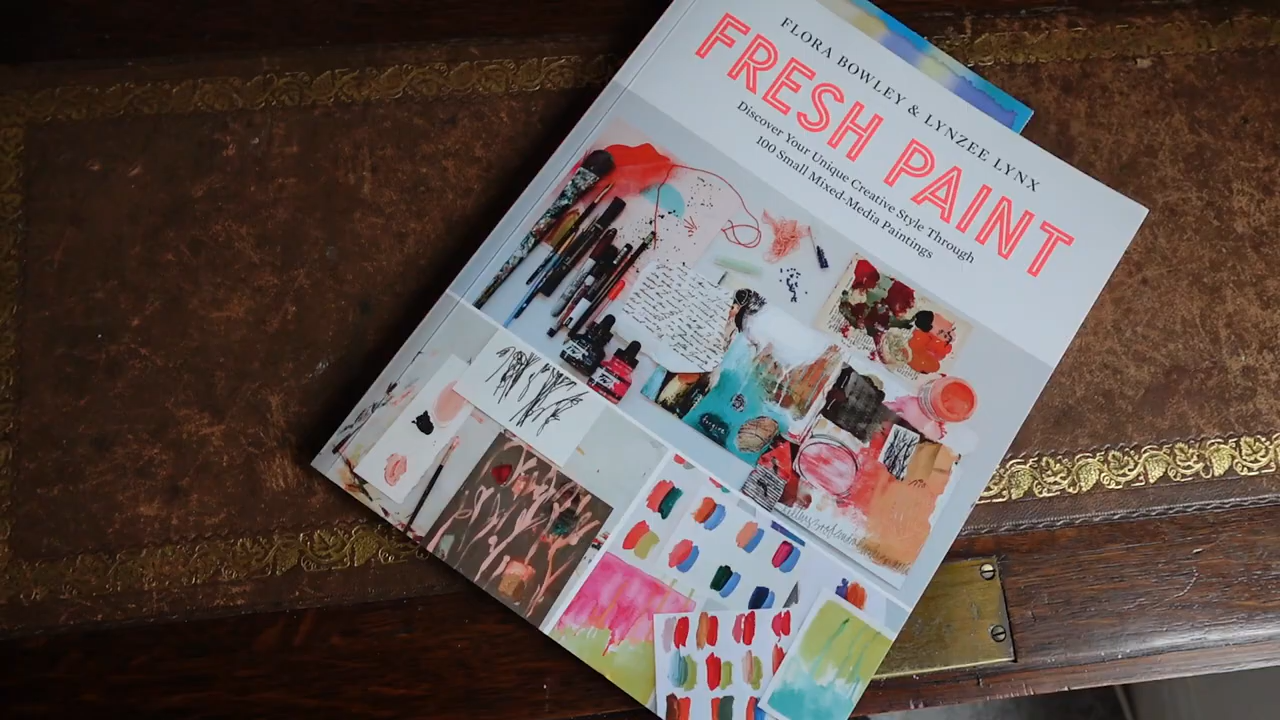 FLORA BOWLEY & LYNZEE LYNX
FRESH PAINT
Discover Your Unique Creative Style Through
100 Small Mixed-Media Paintings